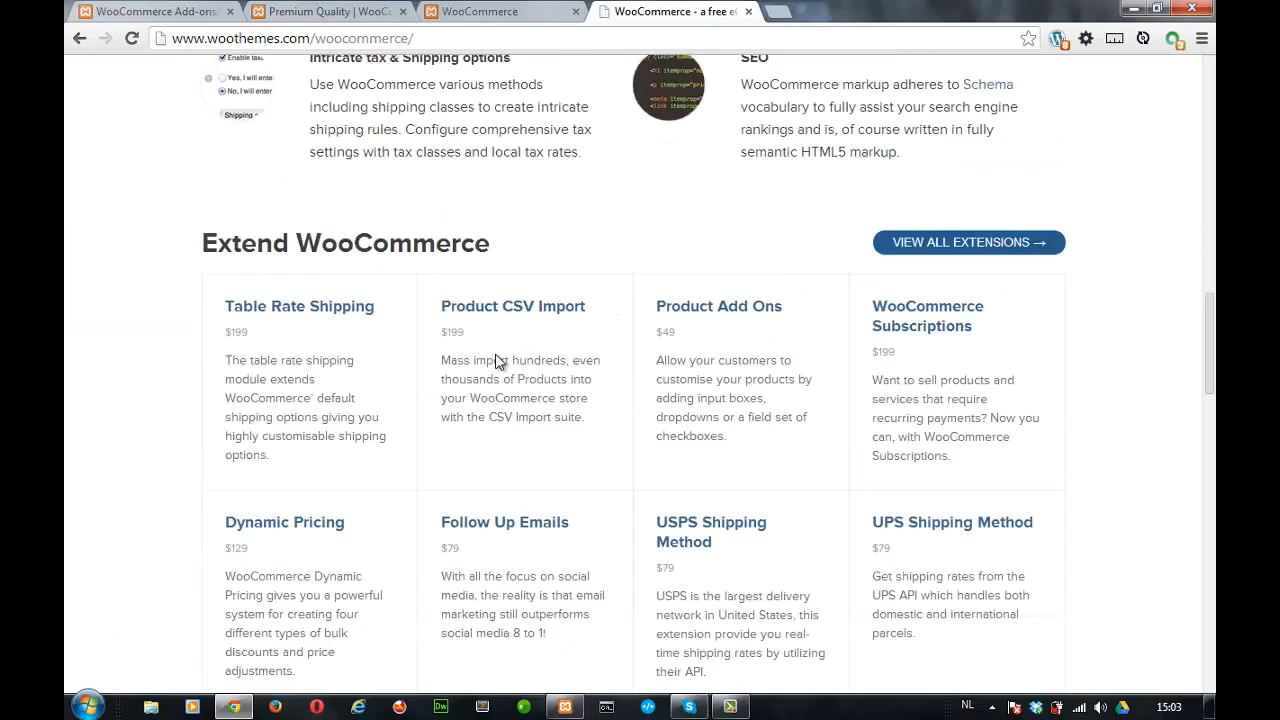 WooCommerce Add-ons
Premium Quality | WooC
WooCommerce
WooCommerce - a free eC
www.woothemes.com/woocommerce/
Enable tax
Yes, I will enter
No, I will enter
Shipping
Intricate tax & Shipping options
Use WooCommerce various methods
including shipping classes to create intricate
shipping rules. Configure comprehensive tax
settings with tax classes and local tax rates.
SEO
WooCommerce markup adheres to Schema
vocabulary to fully assist your search engine
rankings and is, of course written in fully
semantic HTML5 markup.
Extend WooCommerce
VIEW ALL EXTENSIONS →
Table Rate Shipping
$199
The table rate shipping
module extends
WooCommerce’ default
shipping options giving you
highly customisable shipping
options.
Product CSV Import
$199
Mass import hundreds, even
thousands of Products into
your WooCommerce store
with the CSV Import suite.
Product Add Ons
$49
Allow your customers to
customise your products by
adding input boxes,
dropdowns or a field set of
checkboxes.
WooCommerce
Subscriptions
$199
Want to sell products and
services that require
recurring payments? Now you
can, with WooCommerce
Subscriptions.
Dynamic Pricing
$129
WooCommerce Dynamic
Pricing gives you a powerful
system for creating four
different types of bulk
discounts and price
adjustments.
Follow Up Emails
$79
With all the focus on social
media, the reality is that email
marketing still outperforms
social media 8 to 1!
USPS Shipping
Method
$79
USPS is the largest delivery
network in United States, this
extension provide you real-
time shipping rates by utilizing
their API.
UPS Shipping Method
$79
Get shipping rates from the
UPS API which handles both
domestic and international
parcels.
Dw
NL
15:03